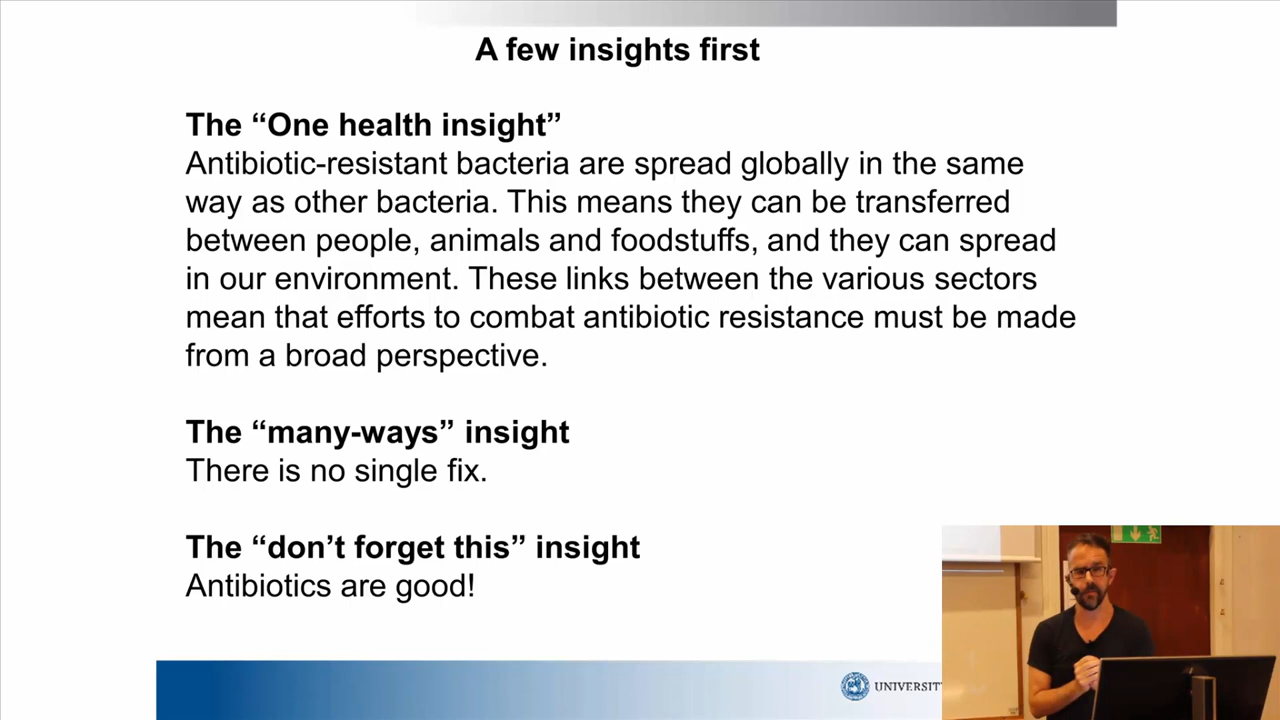 A few insights first
The “One health insight”
Antibiotic-resistant bacteria are spread globally in the same
way as other bacteria. This means they can be transferred
between people, animals and foodstuffs, and they can spread
in our environment. These links between the various sectors
mean that efforts to combat antibiotic resistance must be made
from a broad perspective.
The “many-ways” insight
There is no single fix.
The “don’t forget this” insight
Antibiotics are good!